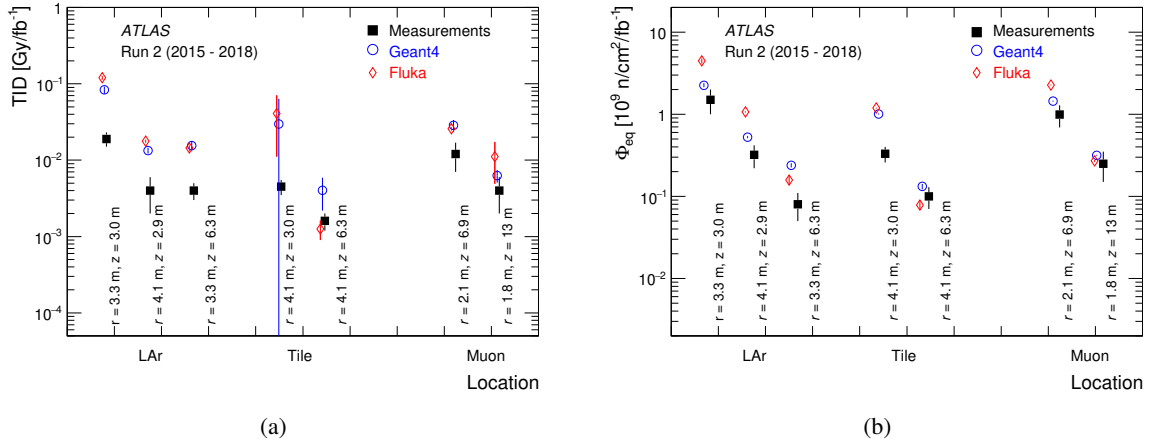 ATLAS
Run 2 (2015 - 2018)
Measurements
Geant4
Fluka
TID [Gy/fb⁻¹]
1
10⁻¹
10⁻²
10⁻³
10⁻⁴
r = 3.3 m, z = 3.0 m
r = 4.1 m, z = 2.9 m
r = 3.3 m, z = 6.3 m
r = 4.1 m, z = 3.0 m
r = 4.1 m, z = 6.3 m
r = 2.1 m, z = 6.9 m
r = 1.8 m, z = 13 m
LAr
Tile
Muon
Location
(a)
ATLAS
Run 2 (2015 - 2018)
Measurements
Geant4
Fluka
Φeq [10⁹ n/cm²/fb⁻¹]
10
1
10⁻¹
10⁻²
r = 3.3 m, z = 3.0 m
r = 4.1 m, z = 2.9 m
r = 3.3 m, z = 6.3 m
r = 4.1 m, z = 3.0 m
r = 4.1 m, z = 6.3 m
r = 2.1 m, z = 6.9 m
r = 1.8 m, z = 13 m
LAr
Tile
Muon
Location
(b)